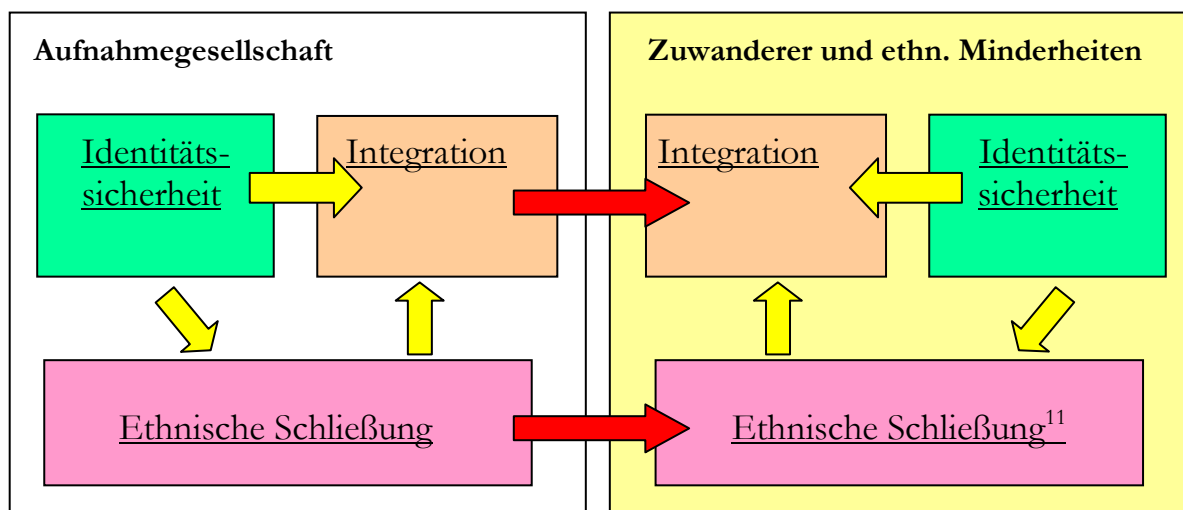 Aufnahmegesellschaft
Identitäts-
sicherheit
Integration
Ethnische Schließung
Zuwanderer und ethn. Minderheiten
Integration
Identitäts-
sicherheit
Ethnische Schließung¹¹